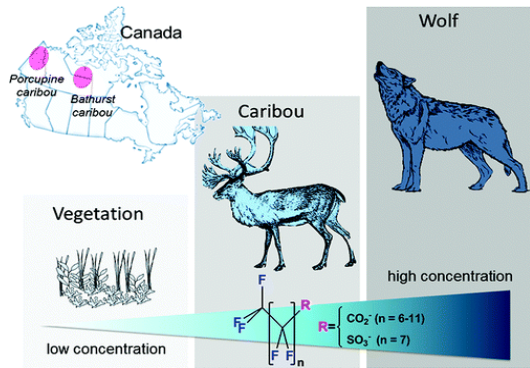 Canada
Porcupine
caribou
Bathurst
caribou
Wolf
Caribou
Vegetation
high concentration
low concentration
F
F
F
F F
n
R
R=
CO₂⁻ (n = 6-11)
SO₃⁻ (n = 7)